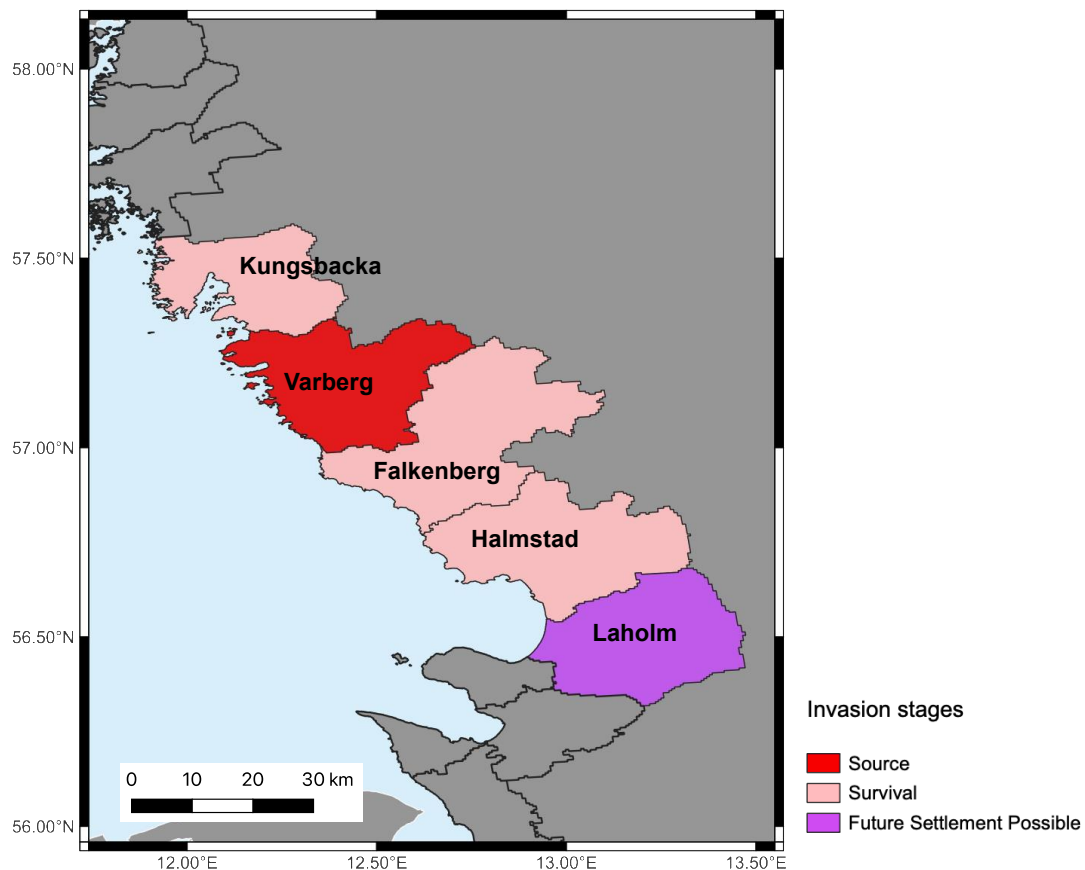 58.00°N
57.50°N
57.00°N
56.50°N
56.00°N
Kungsbacka
Varberg
Falkenberg
Halmstad
Laholm
0 10 20 30 km
12.00°E 12.50°E 13.00°E 13.50°E
Invasion stages
Source
Survival
Future Settlement Possible